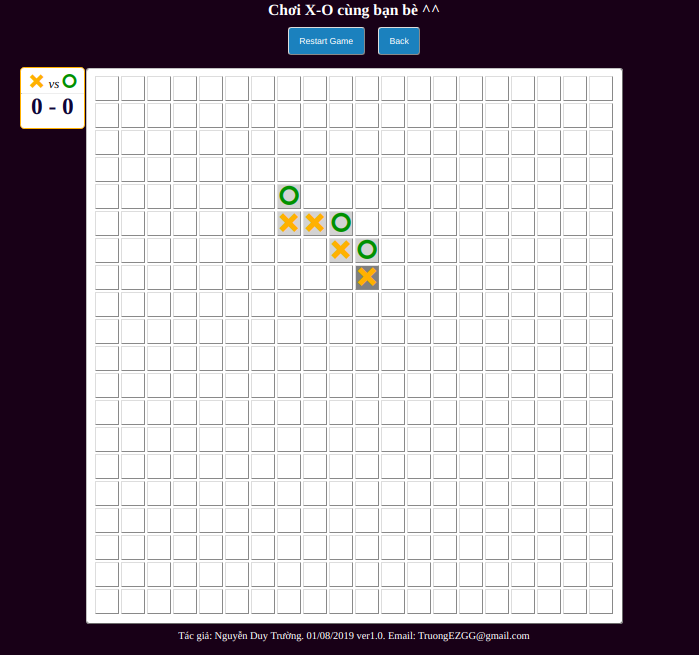 Chơi X-O cùng bạn bè ^^
Restart Game Back
vs
0 - 0
Tác giả: Nguyễn Duy Trường. 01/08/2019 ver1.0. Email: TruongEZGG@gmail.com